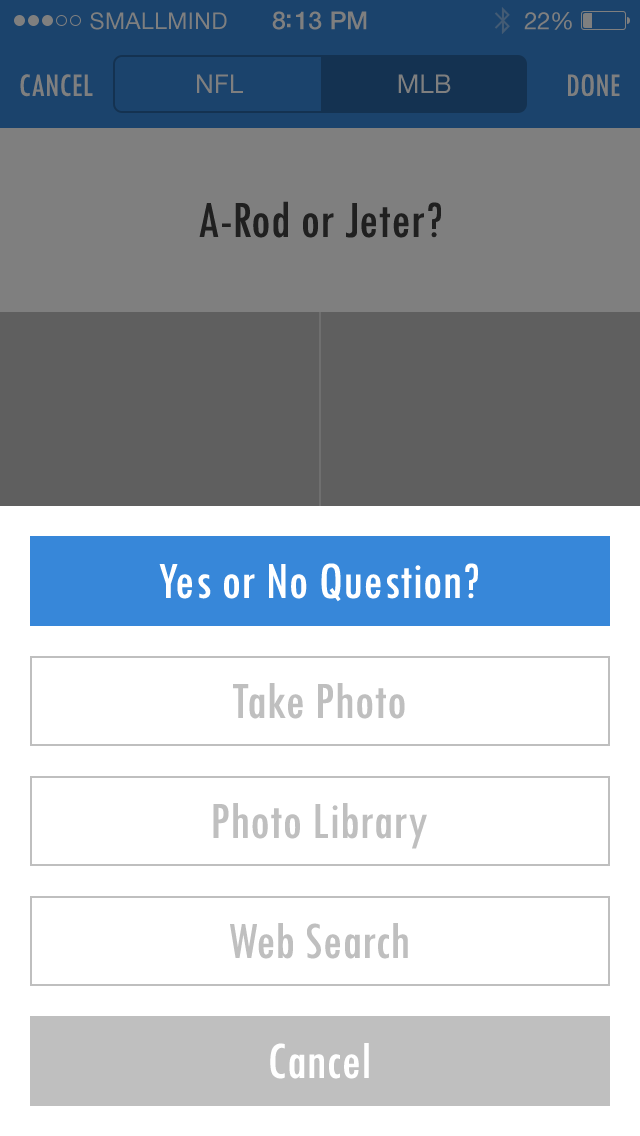 SMALLMIND 8:13 PM 22%
CANCEL NFL MLB DONE
A-Rod or Jeter?
Yes or No Question?
Take Photo
Photo Library
Web Search
Cancel